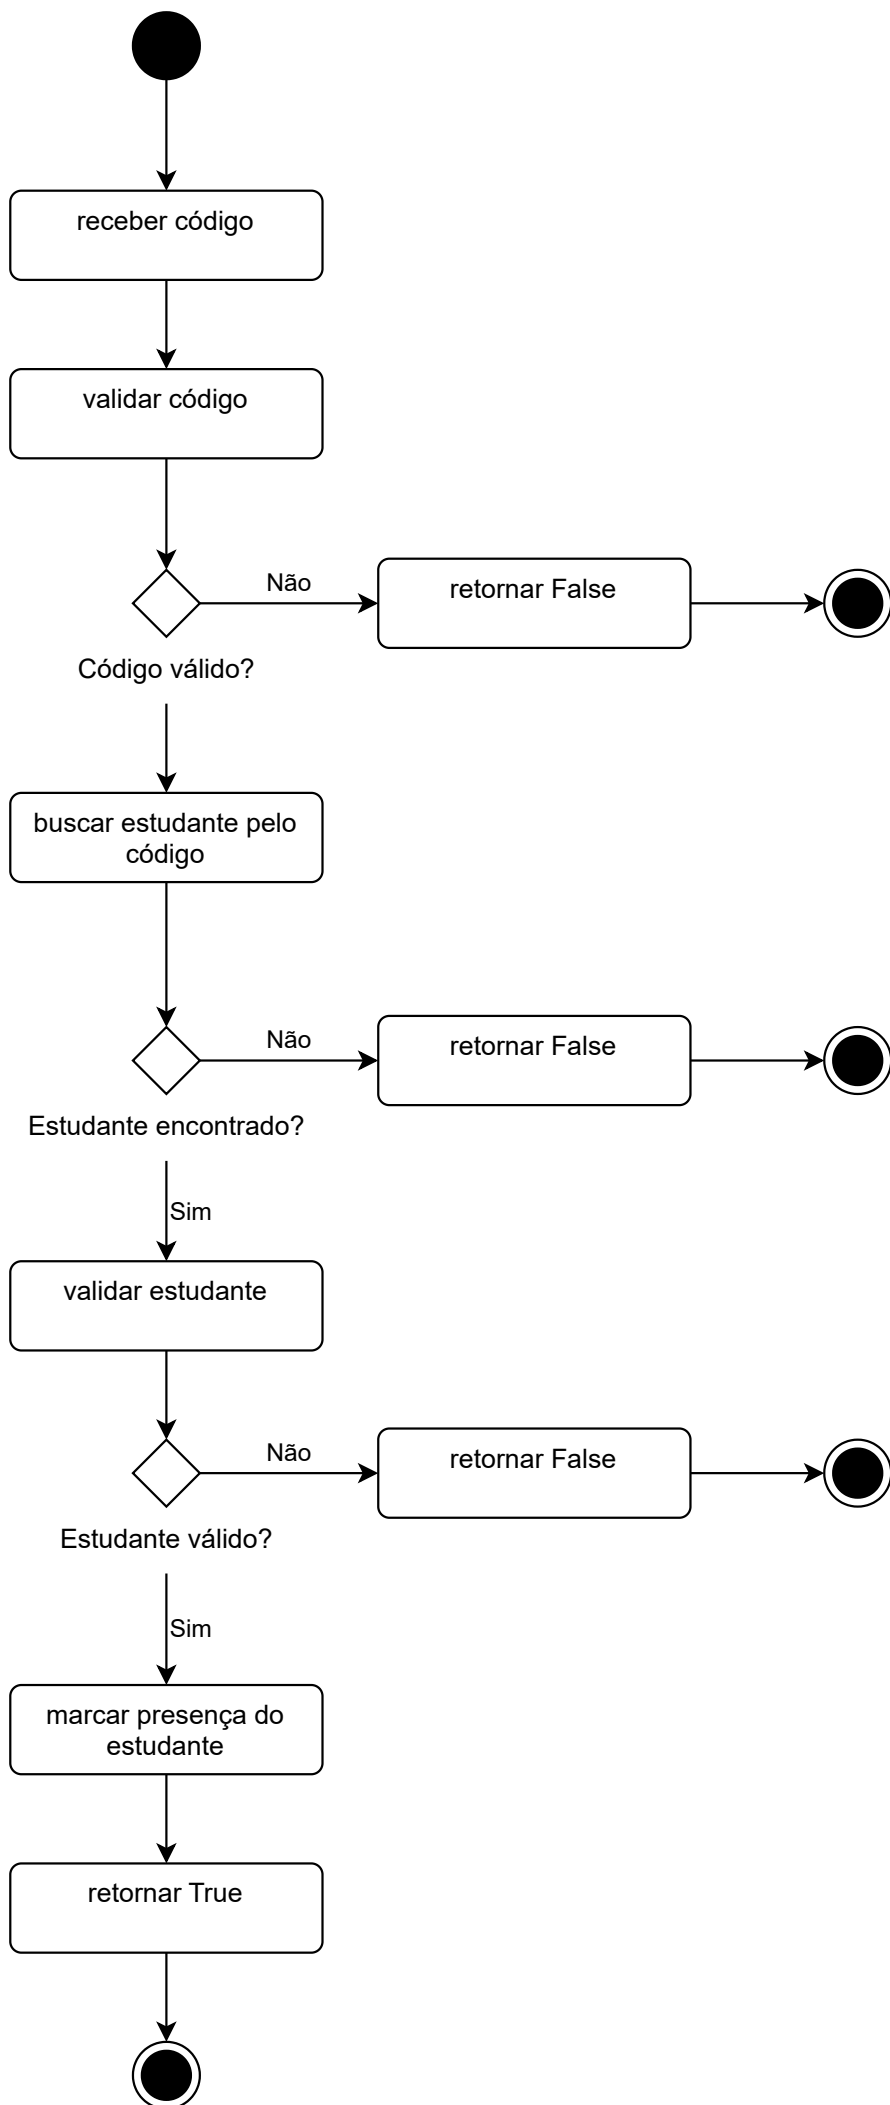 receber código
validar código
Não
retornar False
Código válido?
buscar estudante pelo
código
Não
retornar False
Estudante encontrado?
Sim
validar estudante
Não
retornar False
Estudante válido?
Sim
marcar presença do
estudante
retornar True